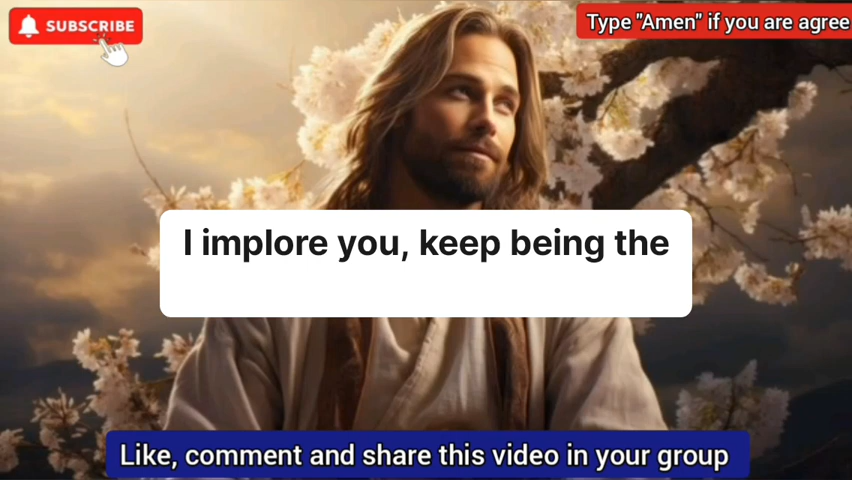 SUBSCRIBE
Type "Amen" if you are agree
I implore you, keep being the
Like, comment and share this video in your group